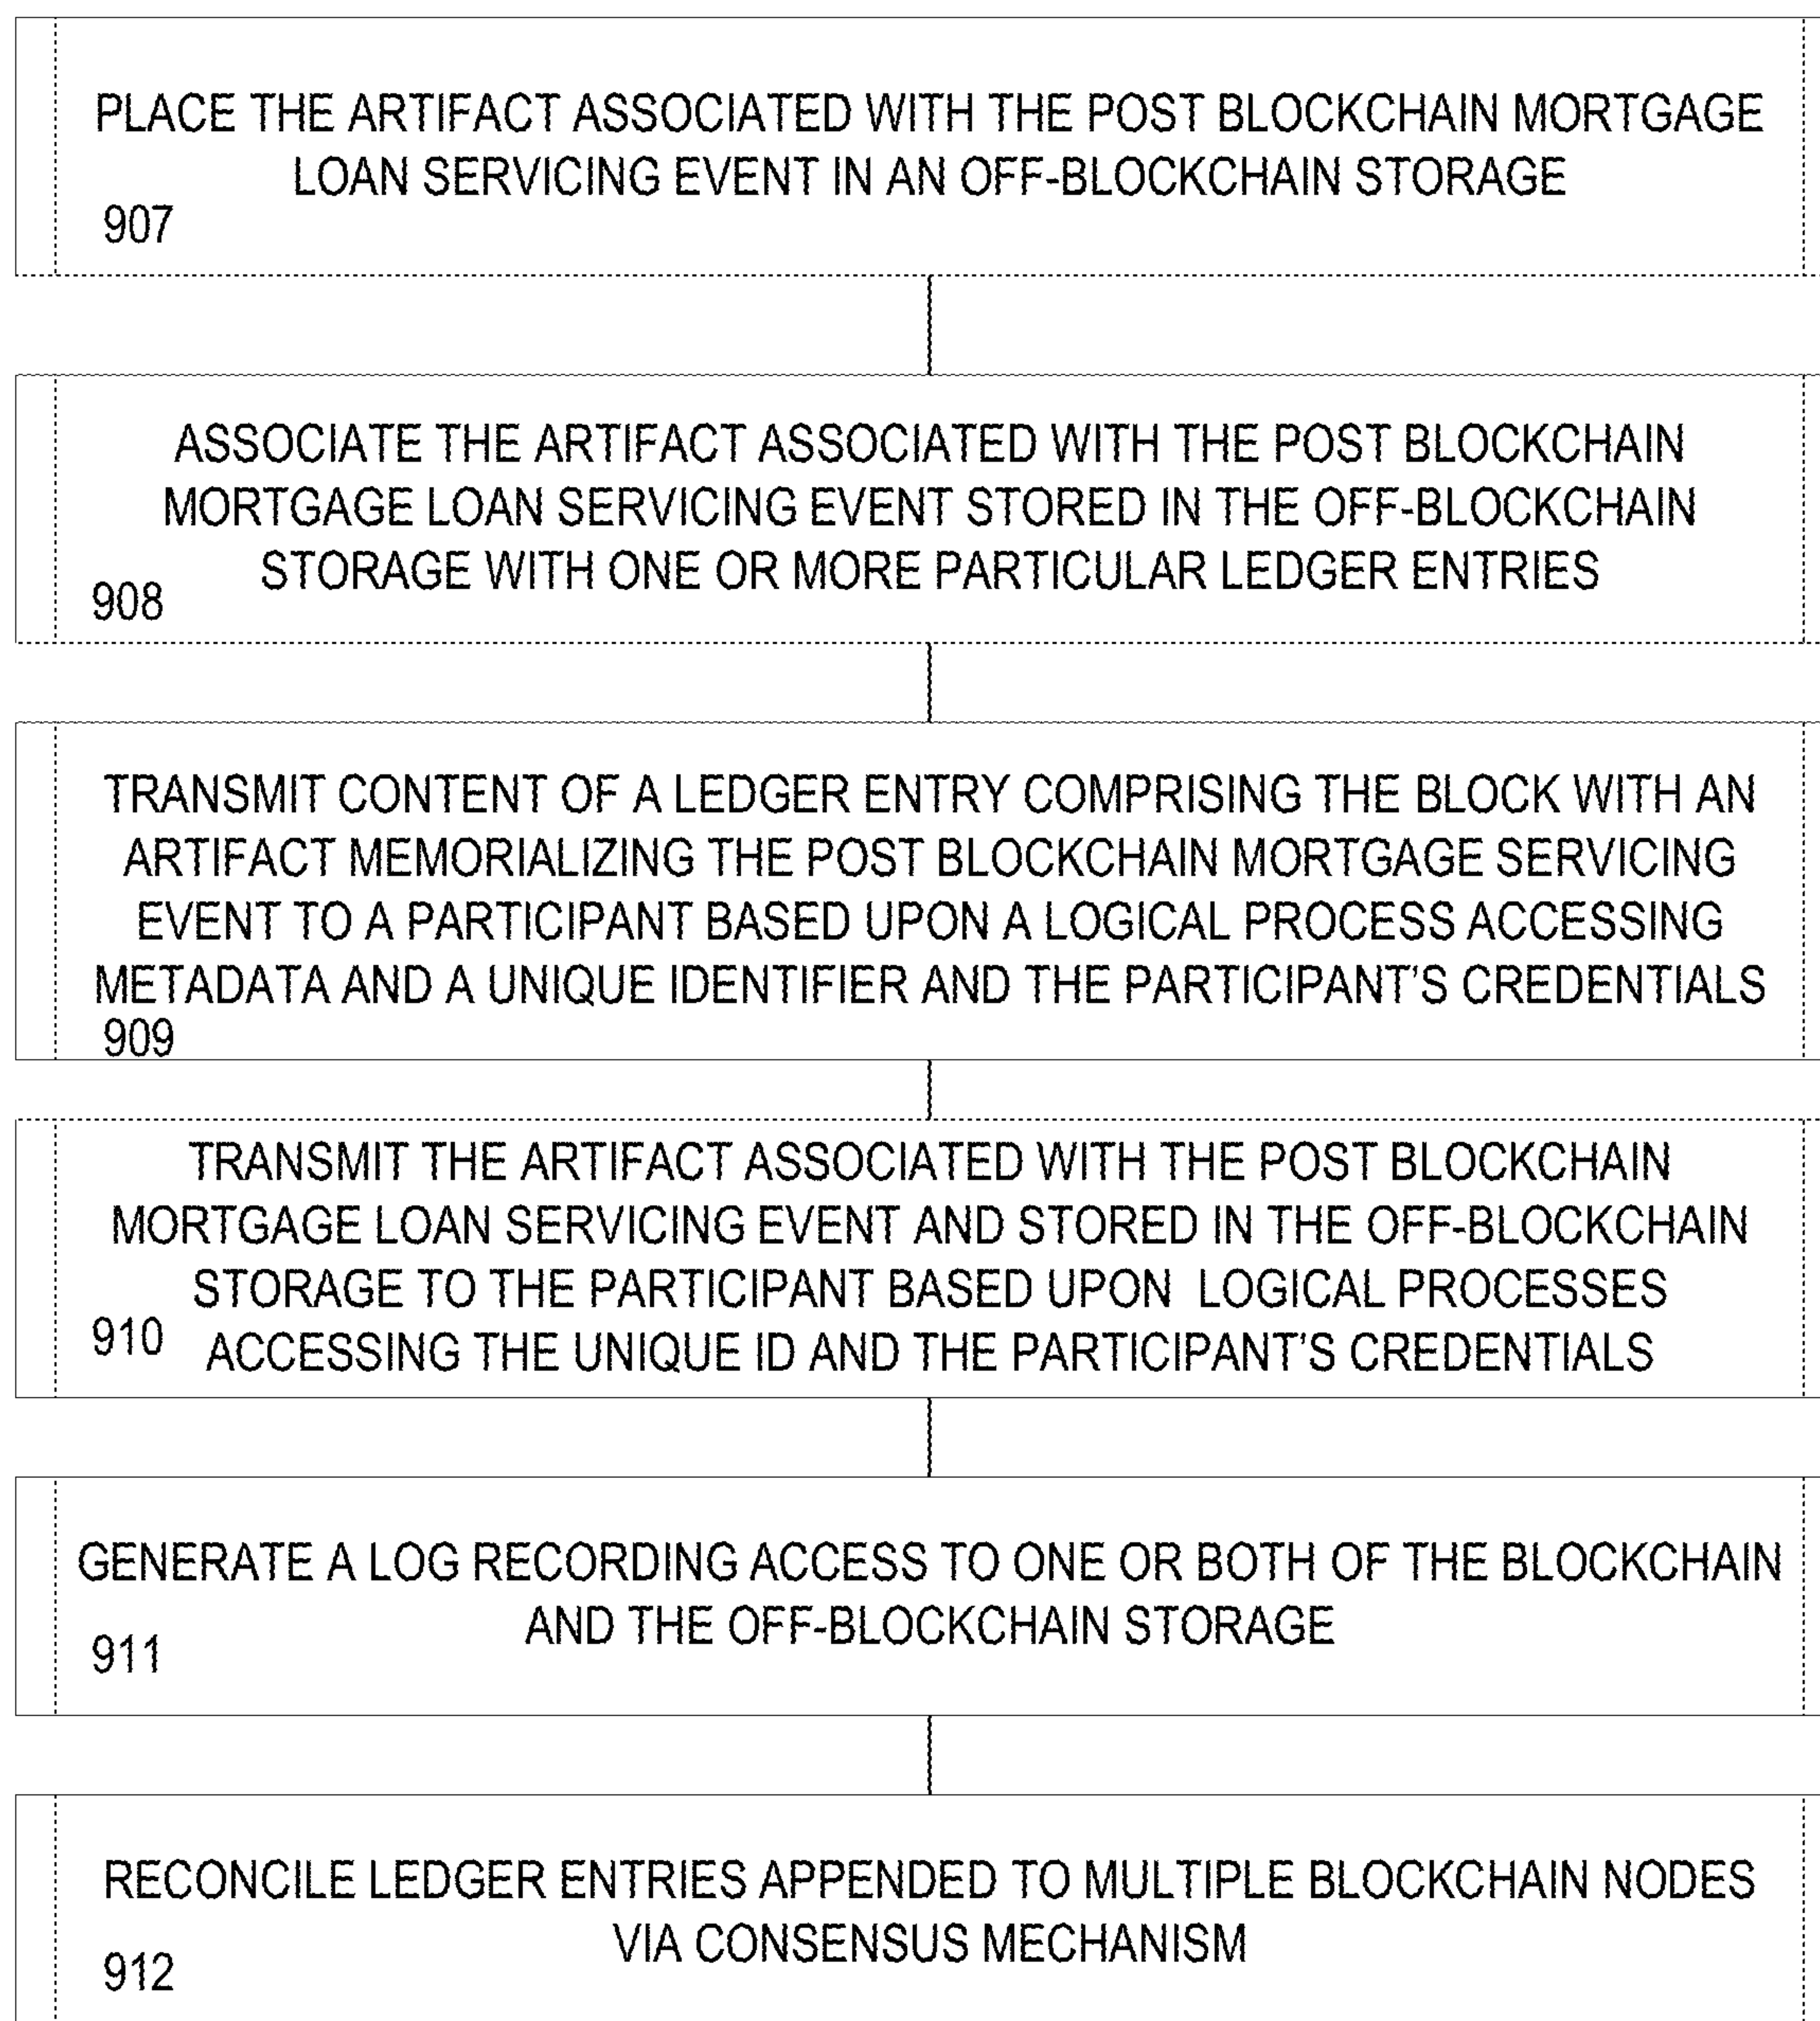 PLACE THE ARTIFACT ASSOCIATED WITH THE POST BLOCKCHAIN MORTGAGE
LOAN SERVICING EVENT IN AN OFF-BLOCKCHAIN STORAGE
907
ASSOCIATE THE ARTIFACT ASSOCIATED WITH THE POST BLOCKCHAIN
MORTGAGE LOAN SERVICING EVENT STORED IN THE OFF-BLOCKCHAIN
STORAGE WITH ONE OR MORE PARTICULAR LEDGER ENTRIES
908
TRANSMIT CONTENT OF A LEDGER ENTRY COMPRISING THE BLOCK WITH AN
ARTIFACT MEMORIALIZING THE POST BLOCKCHAIN MORTGAGE SERVICING
EVENT TO A PARTICIPANT BASED UPON A LOGICAL PROCESS ACCESSING
METADATA AND A UNIQUE IDENTIFIER AND THE PARTICIPANT'S CREDENTIALS
909
TRANSMIT THE ARTIFACT ASSOCIATED WITH THE POST BLOCKCHAIN
MORTGAGE LOAN SERVICING EVENT AND STORED IN THE OFF-BLOCKCHAIN
STORAGE TO THE PARTICIPANT BASED UPON LOGICAL PROCESSES
910 ACCESSING THE UNIQUE ID AND THE PARTICIPANT'S CREDENTIALS
GENERATE A LOG RECORDING ACCESS TO ONE OR BOTH OF THE BLOCKCHAIN
AND THE OFF-BLOCKCHAIN STORAGE
911
RECONCILE LEDGER ENTRIES APPENDED TO MULTIPLE BLOCKCHAIN NODES
VIA CONSENSUS MECHANISM
912